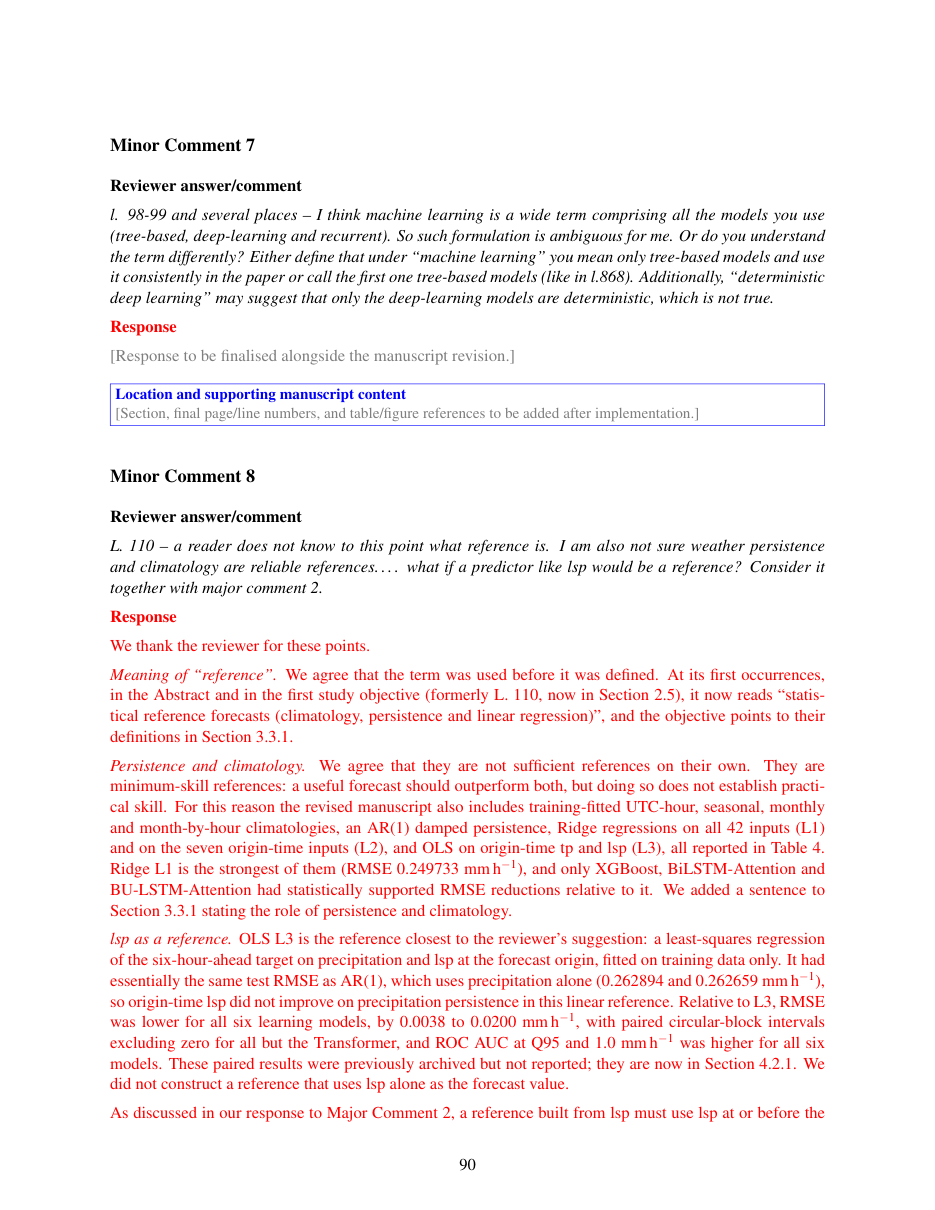 Minor Comment 7
Reviewer answer/comment
l. 98-99 and several places – I think machine learning is a wide term comprising all the models you use
(tree-based, deep-learning and recurrent). So such formulation is ambiguous for me. Or do you understand
the term differently? Either define that under “machine learning” you mean only tree-based models and use
it consistently in the paper or call the first one tree-based models (like in l.868). Additionally, “deterministic
deep learning” may suggest that only the deep-learning models are deterministic, which is not true.
Response
[Response to be finalised alongside the manuscript revision.]
Location and supporting manuscript content
[Section, final page/line numbers, and table/figure references to be added after implementation.]
Minor Comment 8
Reviewer answer/comment
L. 110 – a reader does not know to this point what reference is. I am also not sure weather persistence
and climatology are reliable references.... what if a predictor like lsp would be a reference? Consider it
together with major comment 2.
Response
We thank the reviewer for these points.
Meaning of “reference”. We agree that the term was used before it was defined. At its first occurrences,
in the Abstract and in the first study objective (formerly L. 110, now in Section 2.5), it now reads “statis-
tical reference forecasts (climatology, persistence and linear regression)”, and the objective points to their
definitions in Section 3.3.1.
Persistence and climatology. We agree that they are not sufficient references on their own. They are
minimum-skill references: a useful forecast should outperform both, but doing so does not establish practi-
cal skill. For this reason the revised manuscript also includes training-fitted UTC-hour, seasonal, monthly
and month-by-hour climatologies, an AR(1) damped persistence, Ridge regressions on all 42 inputs (L1)
and on the seven origin-time inputs (L2), and OLS on origin-time tp and lsp (L3), all reported in Table 4.
Ridge L1 is the strongest of them (RMSE 0.249733 mm h⁻¹), and only XGBoost, BiLSTM-Attention and
BU-LSTM-Attention had statistically supported RMSE reductions relative to it. We added a sentence to
Section 3.3.1 stating the role of persistence and climatology.
lsp as a reference. OLS L3 is the reference closest to the reviewer’s suggestion: a least-squares regression
of the six-hour-ahead target on precipitation and lsp at the forecast origin, fitted on training data only. It had
essentially the same test RMSE as AR(1), which uses precipitation alone (0.262894 and 0.262659 mm h⁻¹),
so origin-time lsp did not improve on precipitation persistence in this linear reference. Relative to L3, RMSE
was lower for all six learning models, by 0.0038 to 0.0200 mm h⁻¹, with paired circular-block intervals
excluding zero for all but the Transformer, and ROC AUC at Q95 and 1.0 mm h⁻¹ was higher for all six
models. These paired results were previously archived but not reported; they are now in Section 4.2.1. We
did not construct a reference that uses lsp alone as the forecast value.
As discussed in our response to Major Comment 2, a reference built from lsp must use lsp at or before the
90